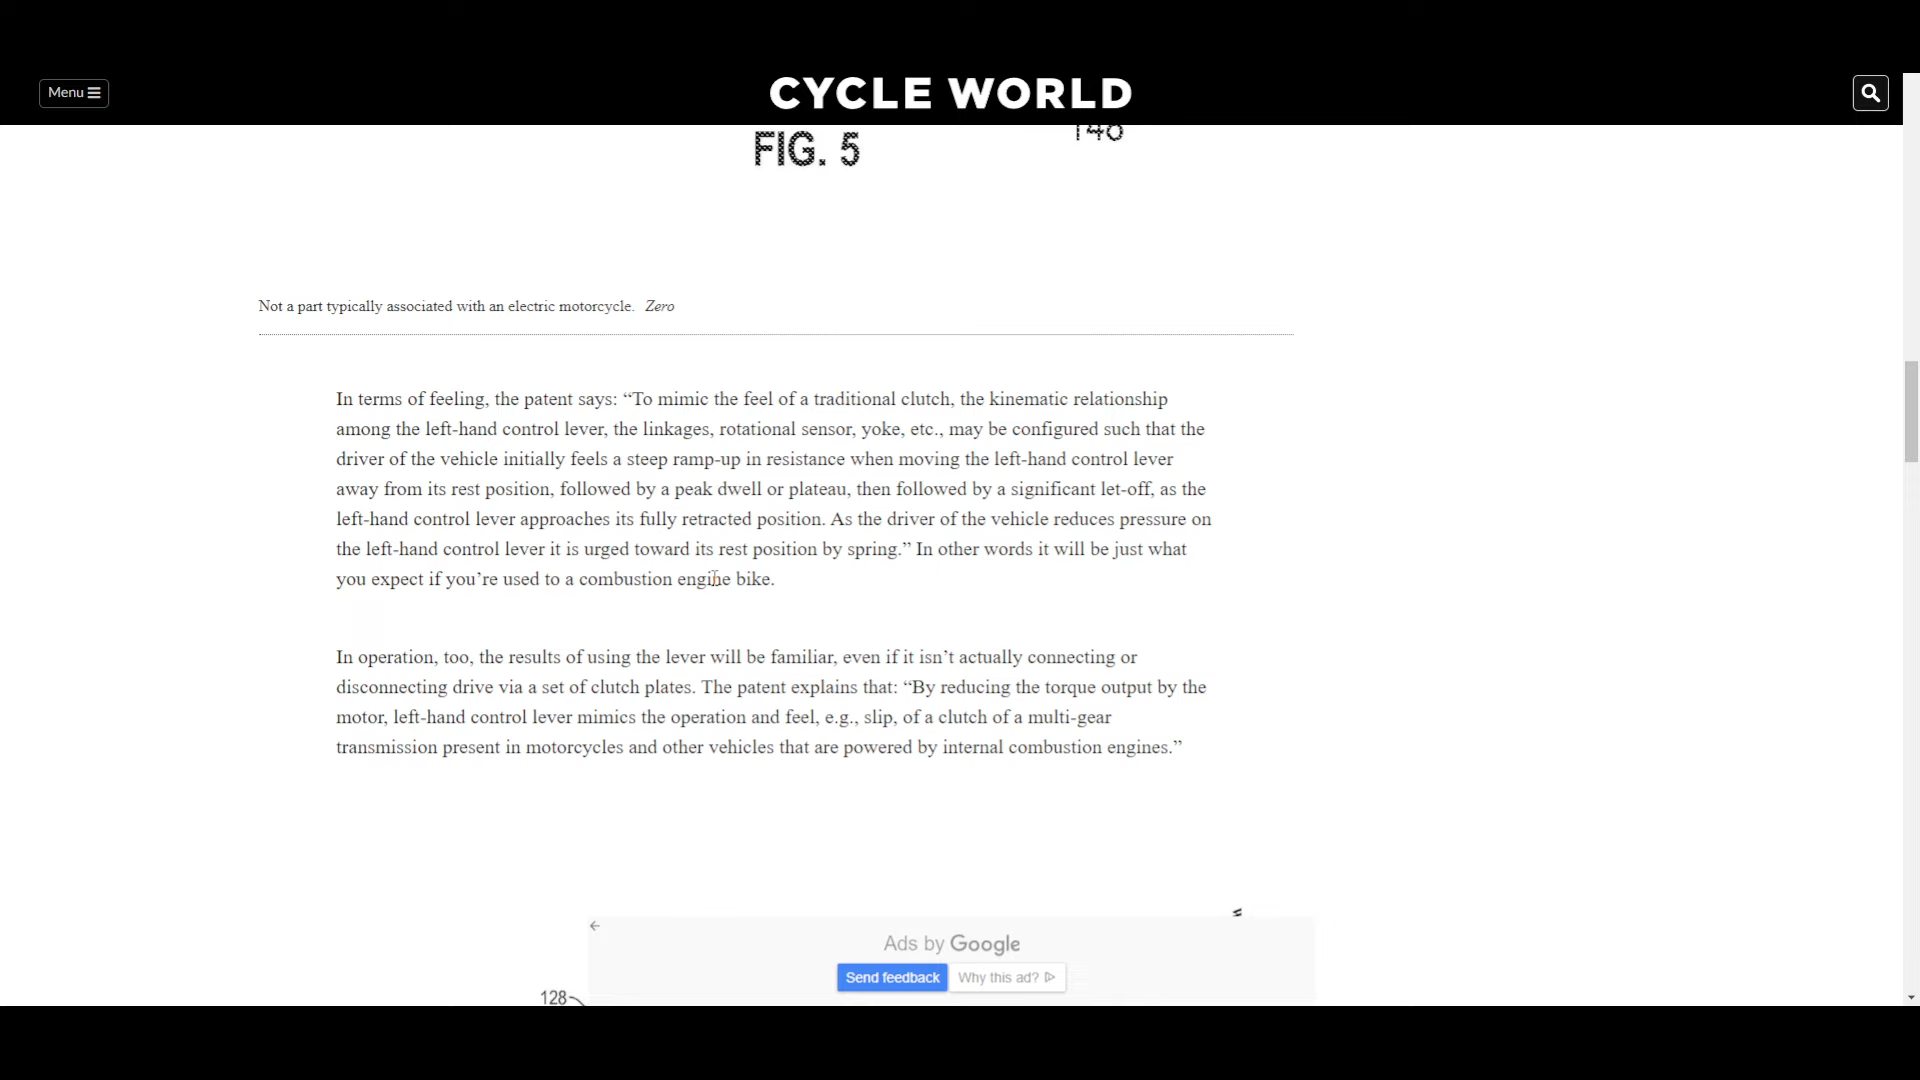 Menu
CYCLE WORLD
148
FIG. 5
Not a part typically associated with an electric motorcycle. Zero
In terms of feeling, the patent says: “To mimic the feel of a traditional clutch, the kinematic relationship
among the left-hand control lever, the linkages, rotational sensor, yoke, etc., may be configured such that the
driver of the vehicle initially feels a steep ramp-up in resistance when moving the left-hand control lever
away from its rest position, followed by a peak dwell or plateau, then followed by a significant let-off, as the
left-hand control lever approaches its fully retracted position. As the driver of the vehicle reduces pressure on
the left-hand control lever it is urged toward its rest position by spring.” In other words it will be just what
you expect if you’re used to a combustion engine bike.
In operation, too, the results of using the lever will be familiar, even if it isn’t actually connecting or
disconnecting drive via a set of clutch plates. The patent explains that: “By reducing the torque output by the
motor, left-hand control lever mimics the operation and feel, e.g., slip, of a clutch of a multi-gear
transmission present in motorcycles and other vehicles that are powered by internal combustion engines.”
Ads by Google
Send feedback
Why this ad?
128